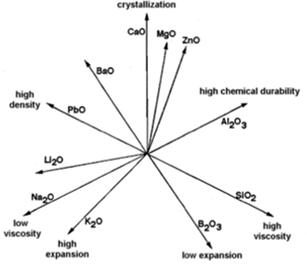 crystallization
CaO
MgO
ZnO
BaO
high
density
PbO
high chemical durability
Al2O3
Li2O
Na2O
SiO2
low
viscosity
K2O
B2O3
high
viscosity
high
expansion
low expansion